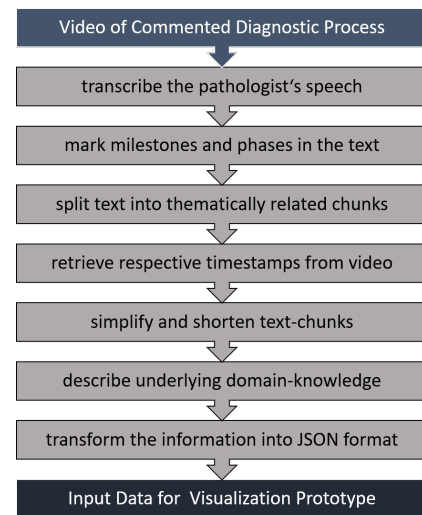 Video of Commented Diagnostic Process
transcribe the pathologist‘s speech
mark milestones and phases in the text
split text into thematically related chunks
retrieve respective timestamps from video
simplify and shorten text-chunks
describe underlying domain-knowledge
transform the information into JSON format
Input Data for Visualization Prototype